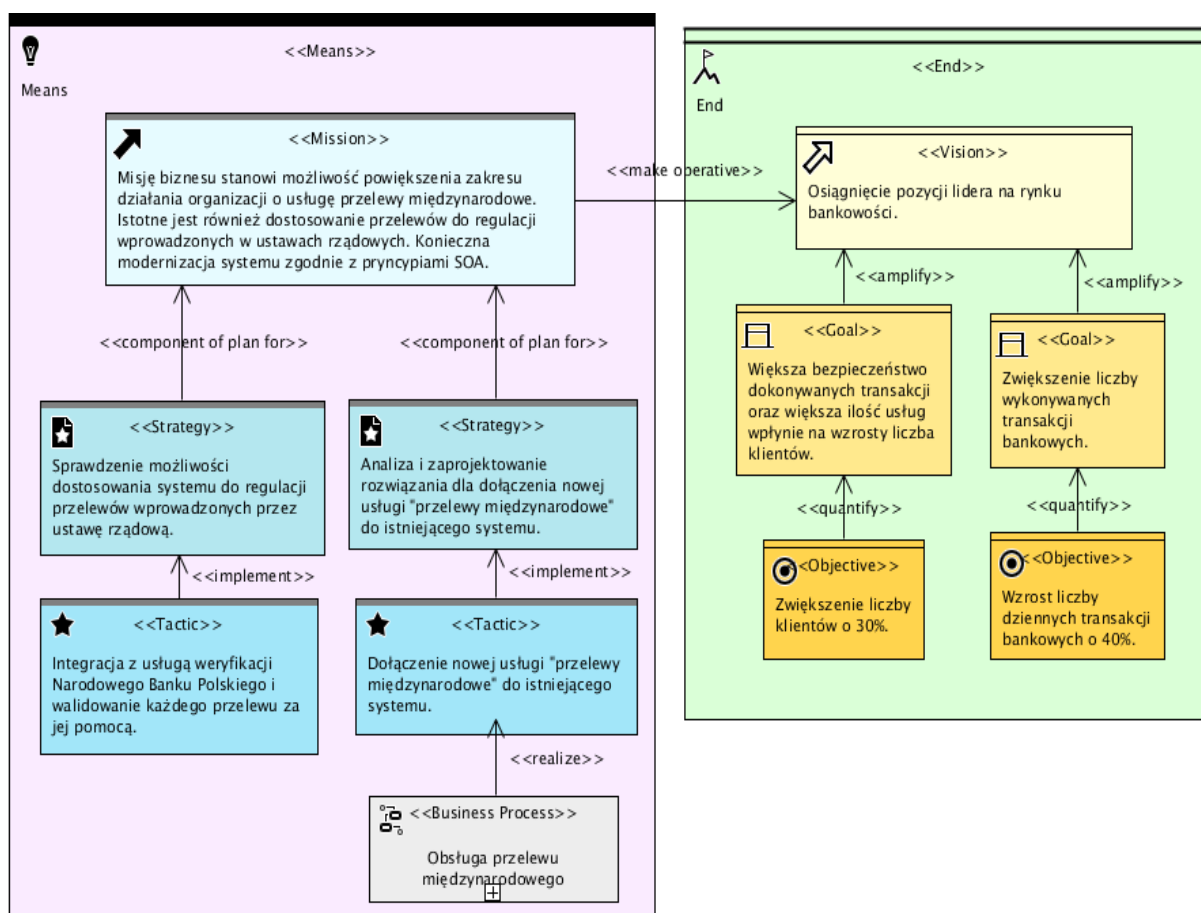 <<Means>>
Means
<<Mission>>
Misję biznesu stanowi możliwość powiększenia zakresu
działania organizacji o usługę przelewy międzynarodowe.
Istotne jest również dostosowanie przelewów do regulacji
wprowadzonych w ustawach rządowych. Konieczna
modernizacja systemu zgodnie z pryncypiami SOA.
<<component of plan for>>
<<component of plan for>>
<<Strategy>>
Sprawdzenie możliwości
dostosowania systemu do regulacji
przelewów wprowadzonych przez
ustawę rządową.
<<Strategy>>
Analiza i zaprojektowanie
rozwiązania dla dołączenia nowej
usługi "przelewy międzynarodowe"
do istniejącego systemu.
<<implement>>
<<implement>>
<<Tactic>>
Integracja z usługą weryfikacji
Narodowego Banku Polskiego i
walidowanie każdego przelewu za
jej pomocą.
<<Tactic>>
Dołączenie nowej usługi "przelewy
międzynarodowe" do istniejącego
systemu.
<<realize>>
<<Business Process>>
Obsługa przelewu
międzynarodowego
<<make operative>>
<<End>>
End
<<Vision>>
Osiągnięcie pozycji lidera na rynku
bankowości.
<<amplify>>
<<amplify>>
<<Goal>>
Większa bezpieczeństwo
dokonywanych transakcji
oraz większa ilość usług
wpłynie na wzrosty liczba
klientów.
<<Goal>>
Zwiększenie liczby
wykonywanych
transakcji
bankowych.
<<quantify>>
<<quantify>>
<<Objective>>
Zwiększenie liczby
klientów o 30%.
<<Objective>>
Wzrost liczby
dziennych transakcji
bankowych o 40%.